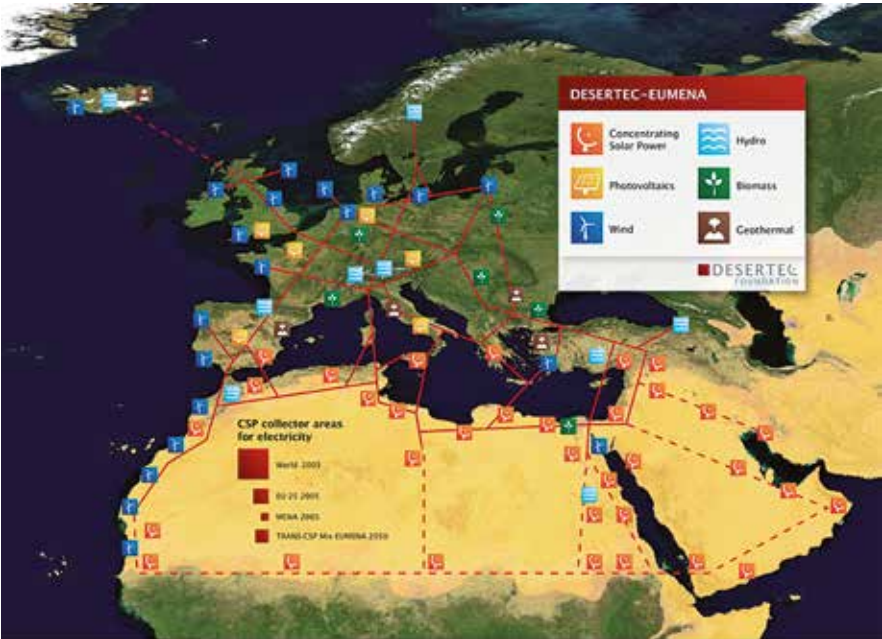 DESERTEC-EUMENA
Concentrating
Solar Power
Hydro
Photovoltaics
Biomass
Wind
Geothermal
DESERTEC
FOUNDATION
CSP collector areas
for electricity
World 2005
EU-25 2005
MENA 2005
TRANS-CSP Mix EUMENA 2050